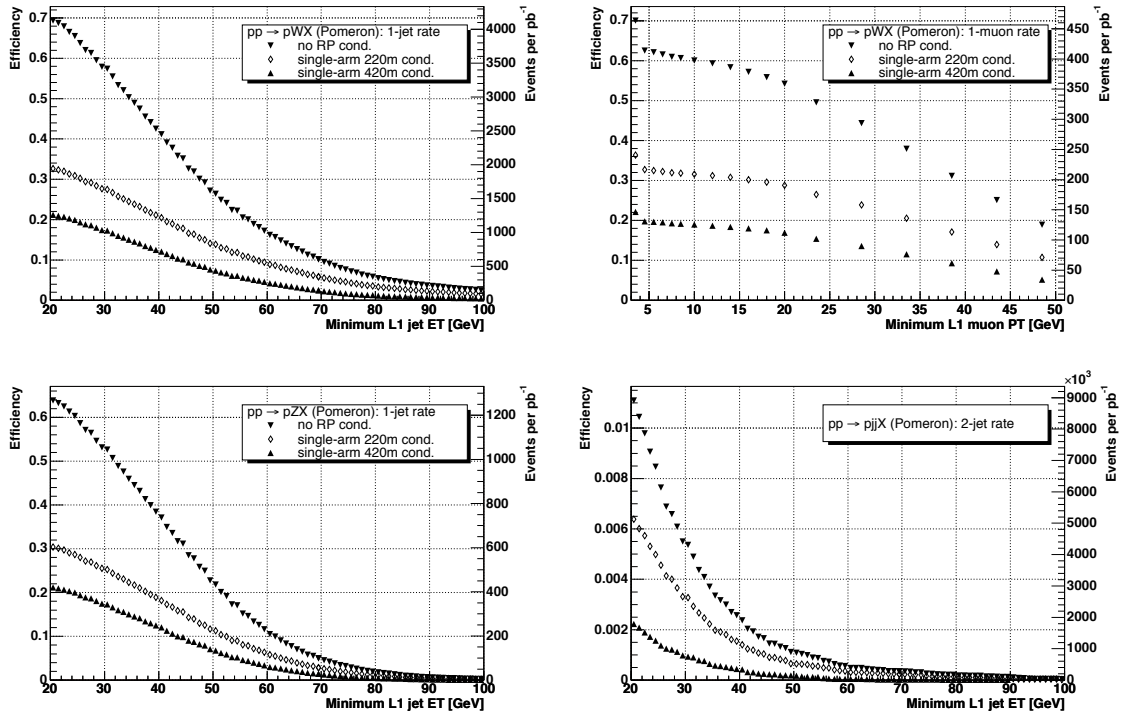 Efficiency
0.7
0.6
0.5
0.4
0.3
0.2
0.1
0
20 30 40 50 60 70 80 90 100
Minimum L1 jet ET [GeV]
pp → pWX (Pomeron): 1-jet rate
no RP cond.
single-arm 220m cond.
single-arm 420m cond.
4000
3500
3000
2500
2000
1500
1000
500
0
Events per pb-1
Efficiency
0.7
0.6
0.5
0.4
0.3
0.2
0.1
0
5 10 15 20 25 30 35 40 45 50
Minimum L1 muon PT [GeV]
pp → pWX (Pomeron): 1-muon rate
no RP cond.
single-arm 220m cond.
single-arm 420m cond.
450
400
350
300
250
200
150
100
50
0
Events per pb-1
Efficiency
0.6
0.5
0.4
0.3
0.2
0.1
0
20 30 40 50 60 70 80 90 100
Minimum L1 jet ET [GeV]
pp → pZX (Pomeron): 1-jet rate
no RP cond.
single-arm 220m cond.
single-arm 420m cond.
1200
1000
800
600
400
200
0
Events per pb-1
Efficiency
0.01
0.008
0.006
0.004
0.002
20 30 40 50 60 70 80 90 100
Minimum L1 jet ET [GeV]
pp → pjjX (Pomeron): 2-jet rate
×10³
9000
8000
7000
6000
5000
4000
3000
2000
1000
0
Events per pb-1